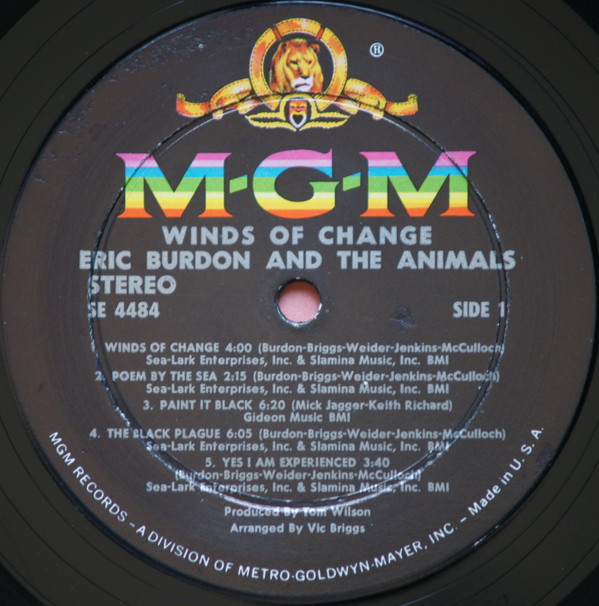 ®
M-G-M
WINDS OF CHANGE
ERIC BURDON AND THE ANIMALS
STEREO
SE 4484 SIDE 1
WINDS OF CHANGE 4:00 (Burdon-Briggs-Weider-Jenkins-McCulloch)
Sea-Lark Enterprises, Inc. & Slamina Music, Inc. BMI
2. POEM BY THE SEA 2:15 (Burdon-Briggs-Weider-Jenkins-McCulloch)
Sea-Lark Enterprises, Inc. & Slamina Music, Inc. BMI
3. PAINT IT BLACK 6:20 (Mick Jagger-Keith Richard)
Gideon Music BMI
4. THE BLACK PLAGUE 6:05 (Burdon-Briggs-Weider-Jenkins-McCulloch)
Sea-Lark Enterprises, Inc. & Slamina Music, Inc. BMI
5. YES I AM EXPERIENCED 3:40
(Burdon-Briggs-Weider-Jenkins-McCulloch)
Sea-Lark Enterprises, Inc. & Slamina Music, Inc. BMI
Produced By Tom Wilson
Arranged By Vic Briggs
MGM RECORDS – A DIVISION OF METRO-GOLDWYN-MAYER, INC. – Made in U. S. A.